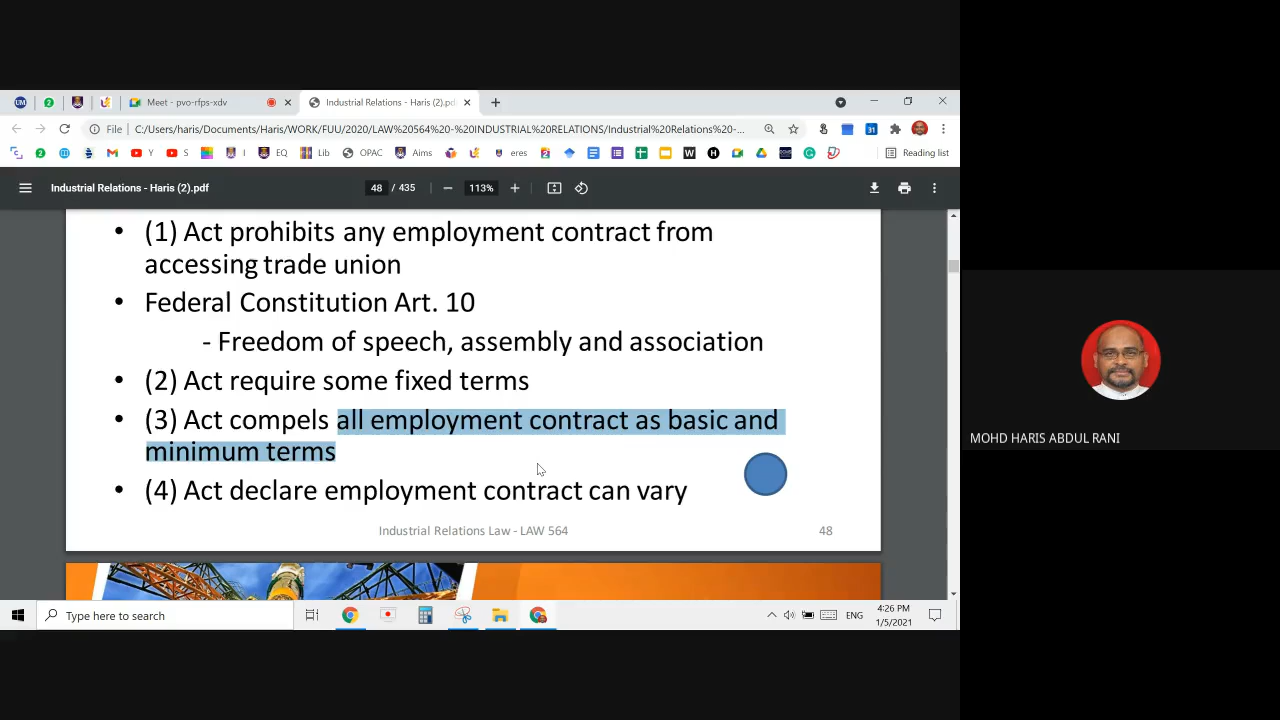 Meet - pvo-rfps-xdv
Industrial Relations - Haris (2).pd
File C:/Users/haris/Documents/Haris/WORK/FUU/2020/LAW%20564%20-%20INDUSTRIAL%20RELATIONS/Industrial%20Relations%20-...
Y S I EQ Lib OPAC Aims eres Reading list
Industrial Relations - Haris (2).pdf 48 / 435 — 113% +
• (1) Act prohibits any employment contract from
accessing trade union
• Federal Constitution Art. 10
- Freedom of speech, assembly and association
• (2) Act require some fixed terms
• (3) Act compels all employment contract as basic and
minimum terms
• (4) Act declare employment contract can vary
Industrial Relations Law - LAW 564 48
MOHD HARIS ABDUL RANI
Type here to search
ENG
4:26 PM
1/5/2021